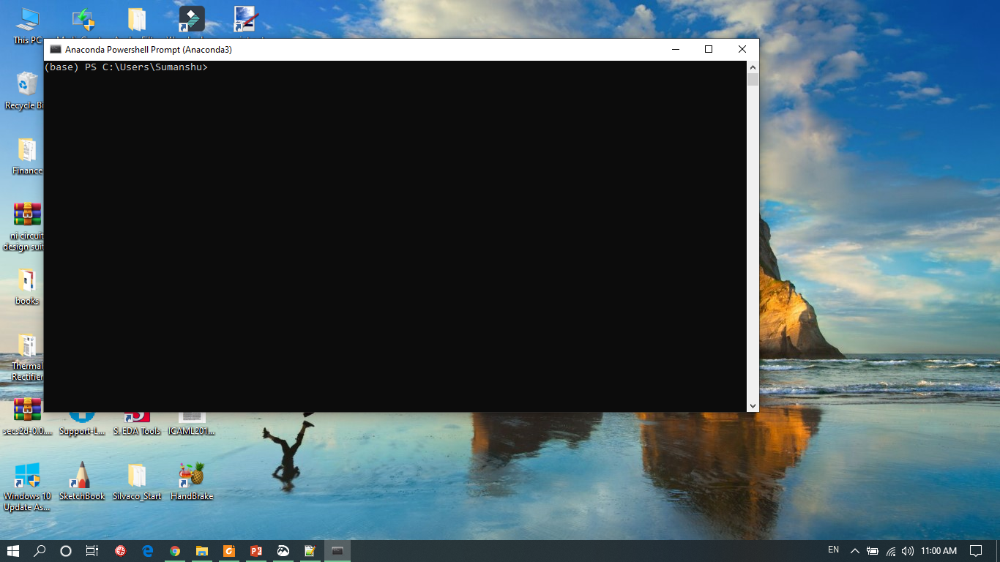 This PC
Anaconda Powershell Prompt (Anaconda3)
(base) PS C:\Users\Sumanshu>
Recycle Bi
Finance
ni circuit
design suit
books
Thermal
Rectifier
secs2d-0.0....
Support-L...
S. EDA Tools
ICAML201...
Windows 10
Update As...
SketchBook
Silvaco_Start
HandBrake
EN
11:00 AM